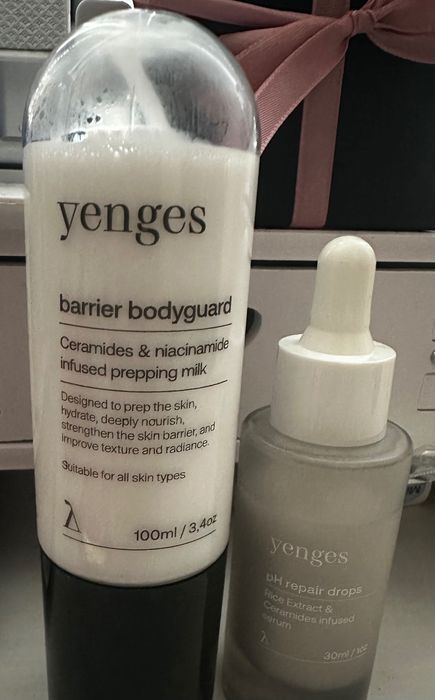 yenges
barrier bodyguard
Ceramides & niacinamide
infused prepping milk
Designed to prep the skin,
hydrate, deeply nourish,
strengthen the skin barrier, and
improve texture and radiance.
Suitable for all skin types
λ
100ml / 3,4oz
yenges
pH repair drops
Rice Extract &
Ceramides infused
serum
λ
30ml / 1oz